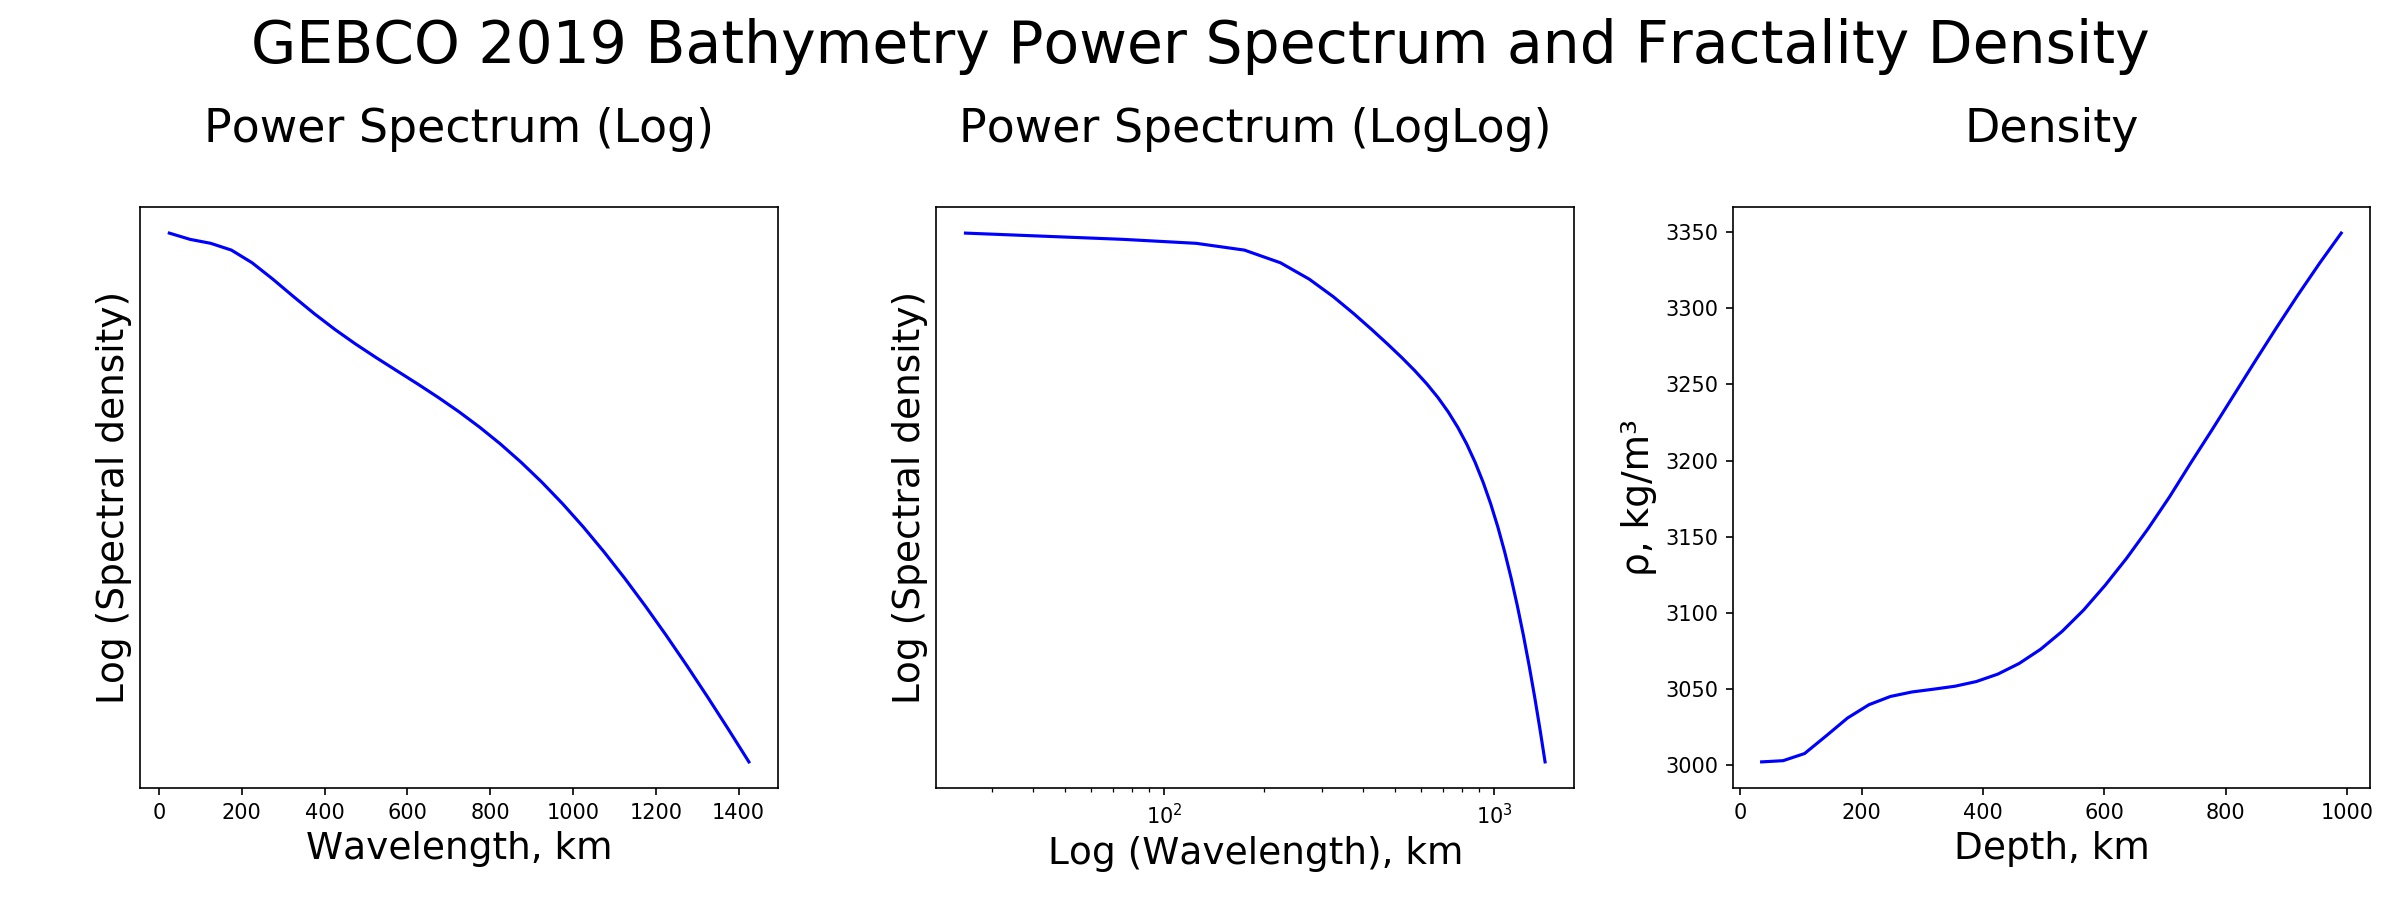 GEBCO 2019 Bathymetry Power Spectrum and Fractality Density
Power Spectrum (Log)
Log (Spectral density)
0 200 400 600 800 1000 1200 1400
Wavelength, km
Power Spectrum (LogLog)
Log (Spectral density)
10² 10³
Log (Wavelength), km
Density
ρ, kg/m³
3350
3300
3250
3200
3150
3100
3050
3000
0 200 400 600 800 1000
Depth, km